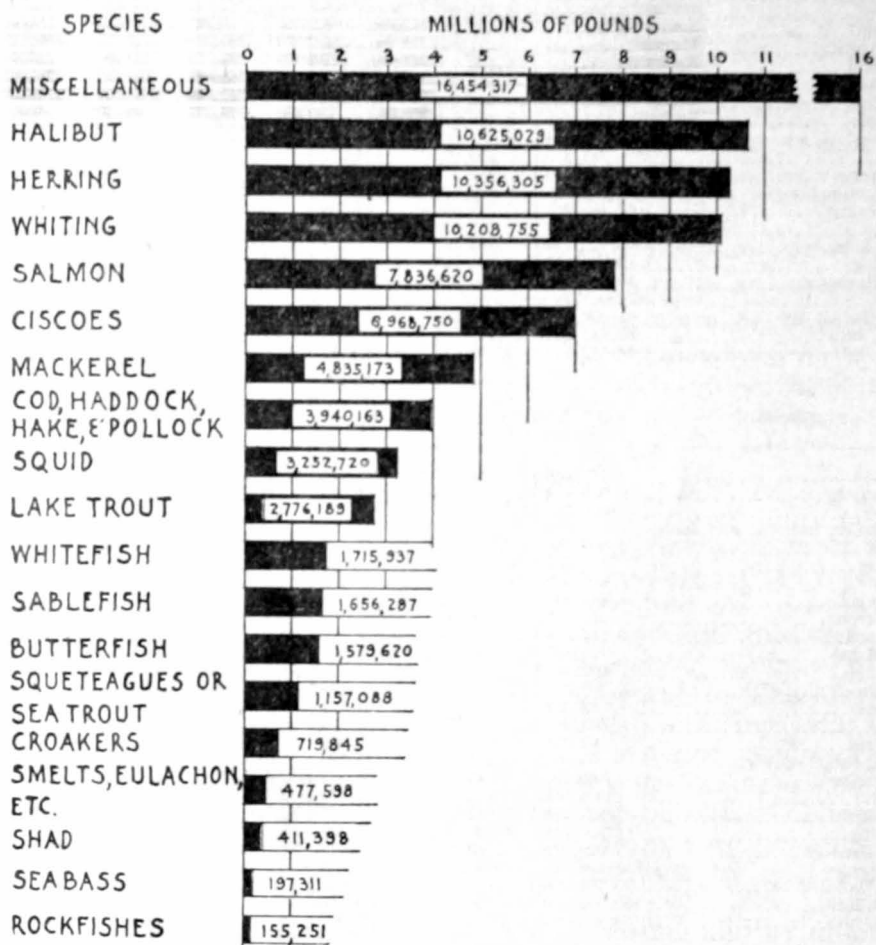 SPECIES MILLIONS OF POUNDS
0 1 2 3 4 5 6 7 8 9 10 11 16
MISCELLANEOUS 16,454,317
HALIBUT 10,625,029
HERRING 10,356,305
WHITING 10,208,755
SALMON 7,836,620
CISCOES 6,968,750
MACKEREL 4,835,173
COD, HADDOCK,
HAKE, & POLLOCK 3,940,163
SQUID 3,252,720
LAKE TROUT 2,776,189
WHITEFISH 1,715,937
SABLEFISH 1,656,287
BUTTERFISH 1,579,620
SQUETEAGUES OR
SEA TROUT 1,157,088
CROAKERS 719,845
SMELTS, EULACHON,
ETC. 477,598
SHAD 411,398
SEA BASS 197,311
ROCKFISHES 155,251